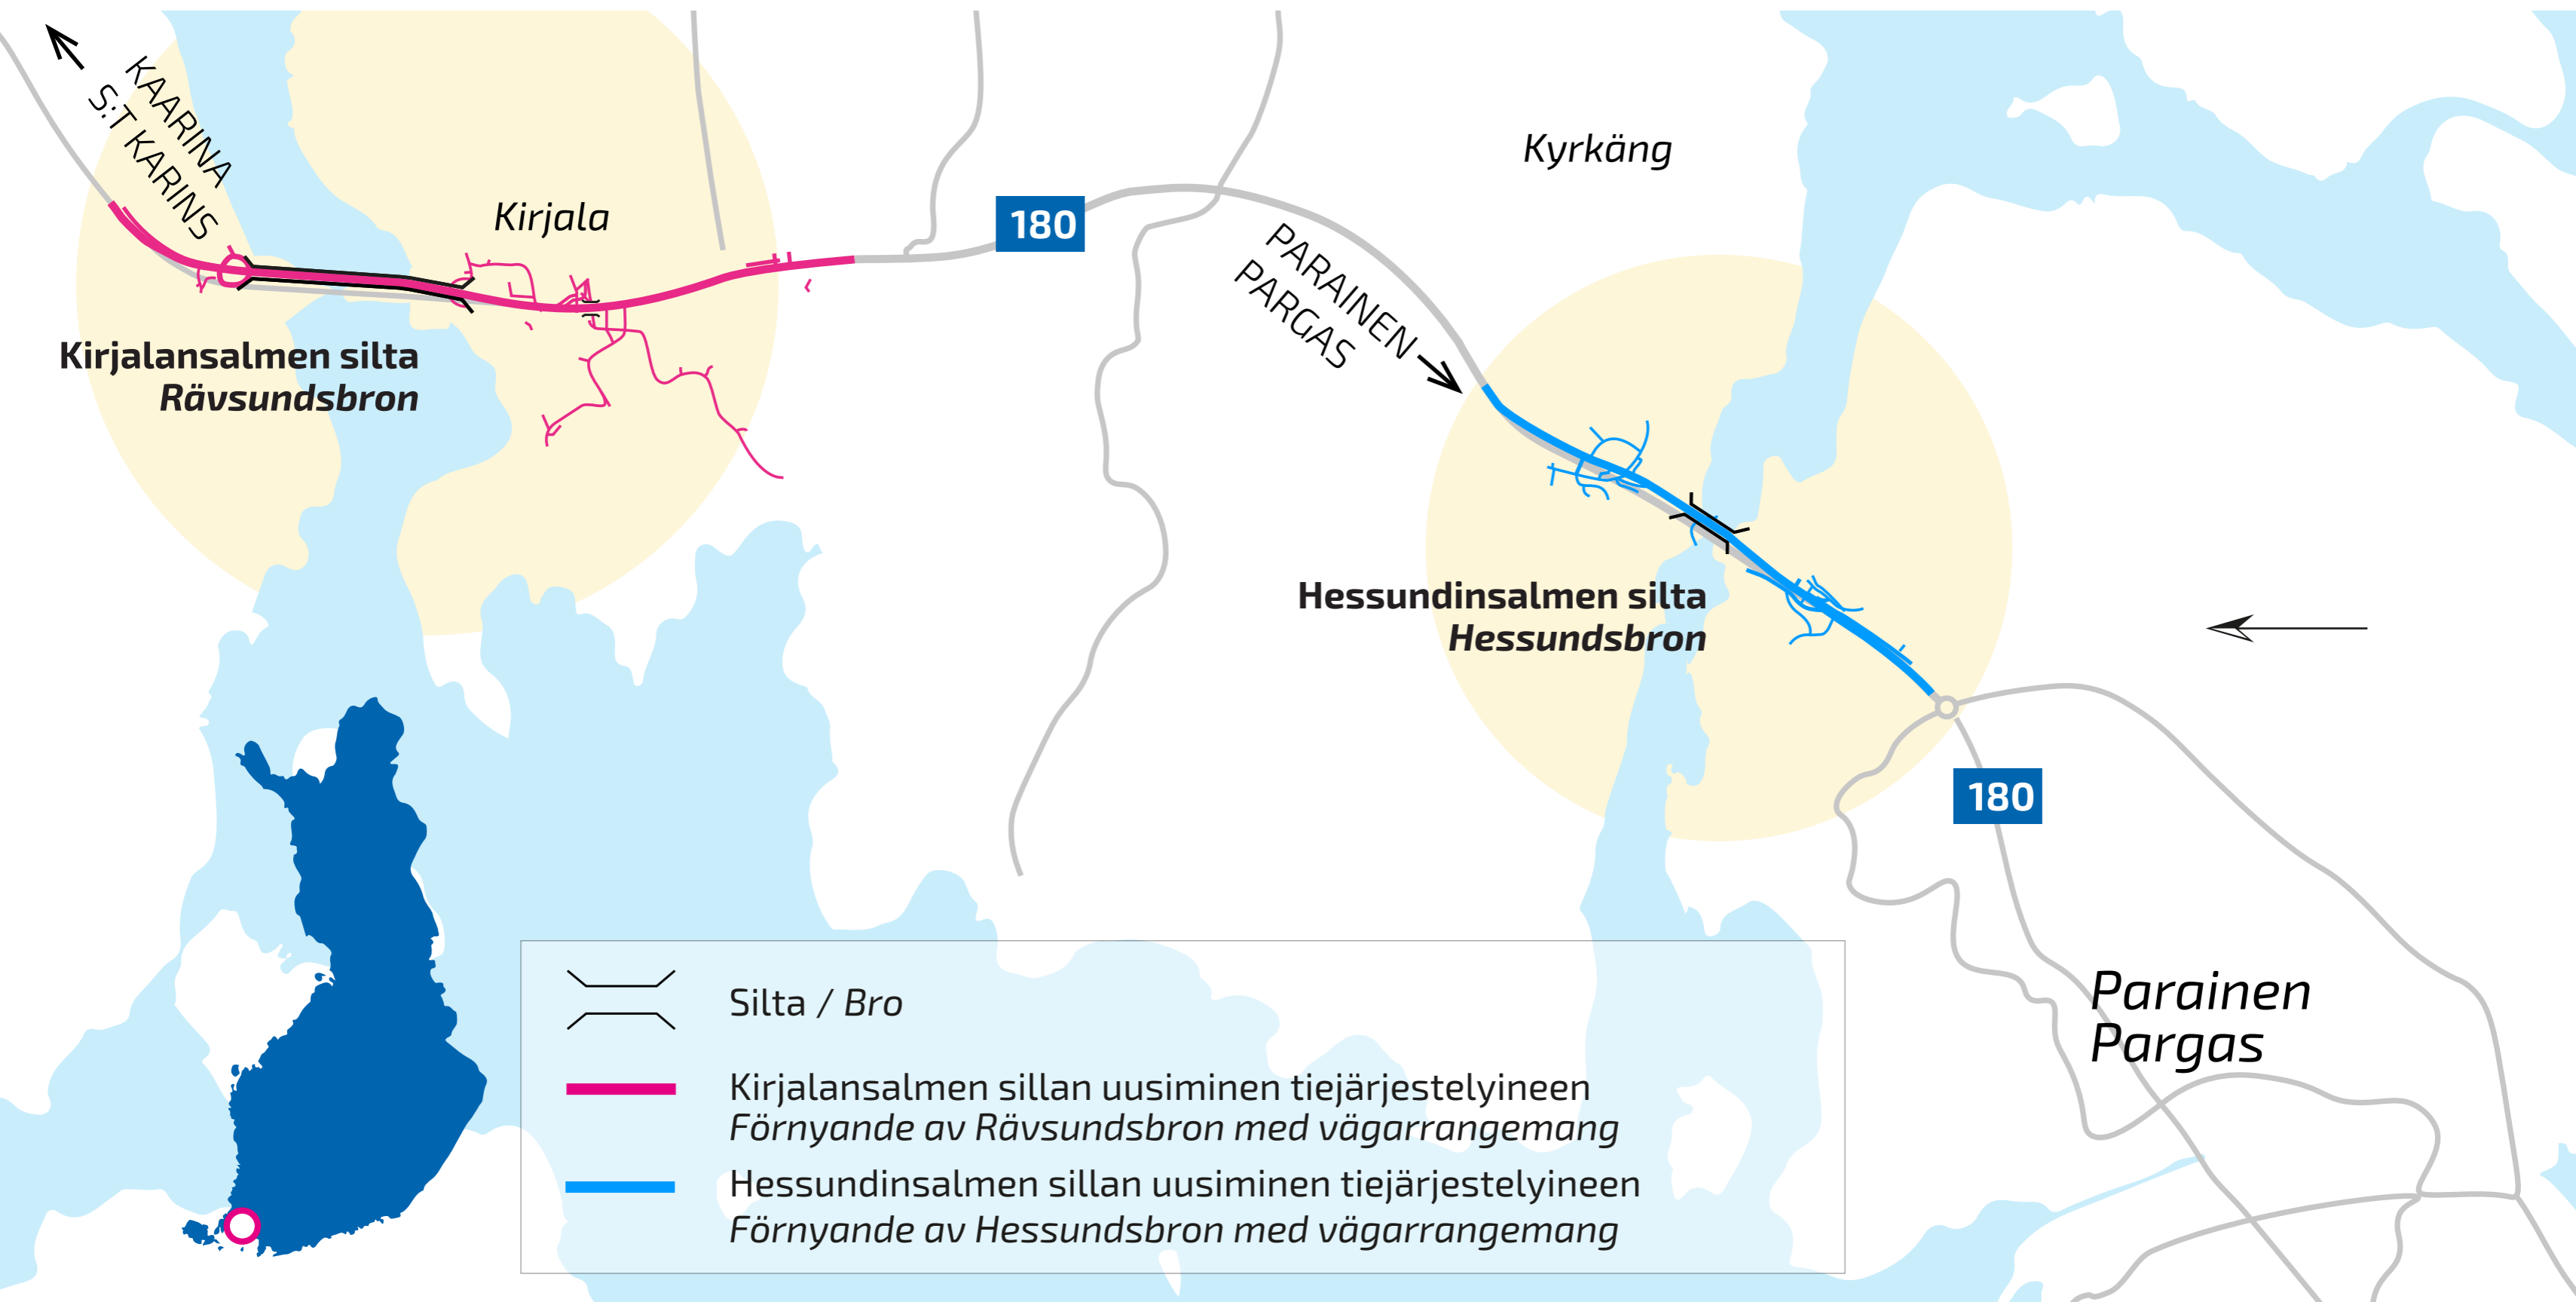 KAARINA
S:T KARINS
Kirjala
Kirjalansalmen silta
Rävsundsbron
180
Kyrkäng
PARAINEN
PARGAS
Hessundinsalmen silta
Hessundsbron
180
Parainen
Pargas
Silta / Bro
Kirjalansalmen sillan uusiminen tiejärjestelyineen
Förnyande av Rävsundsbron med vägarrangemang
Hessundinsalmen sillan uusiminen tiejärjestelyineen
Förnyande av Hessundsbron med vägarrangemang